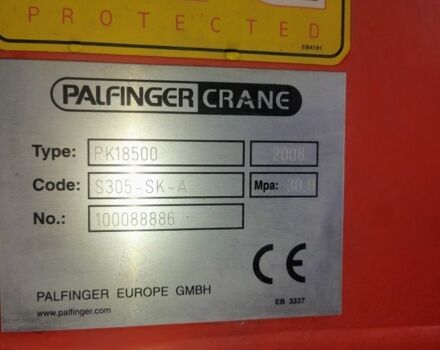 PROTECTED
EB4181
PALFINGER CRANE
Type: PK18500 2008
Code: S305-SK-A Mpa: 30.0
No.: 100088886
CE
PALFINGER EUROPE GMBH
www.palfinger.com
EB 3337